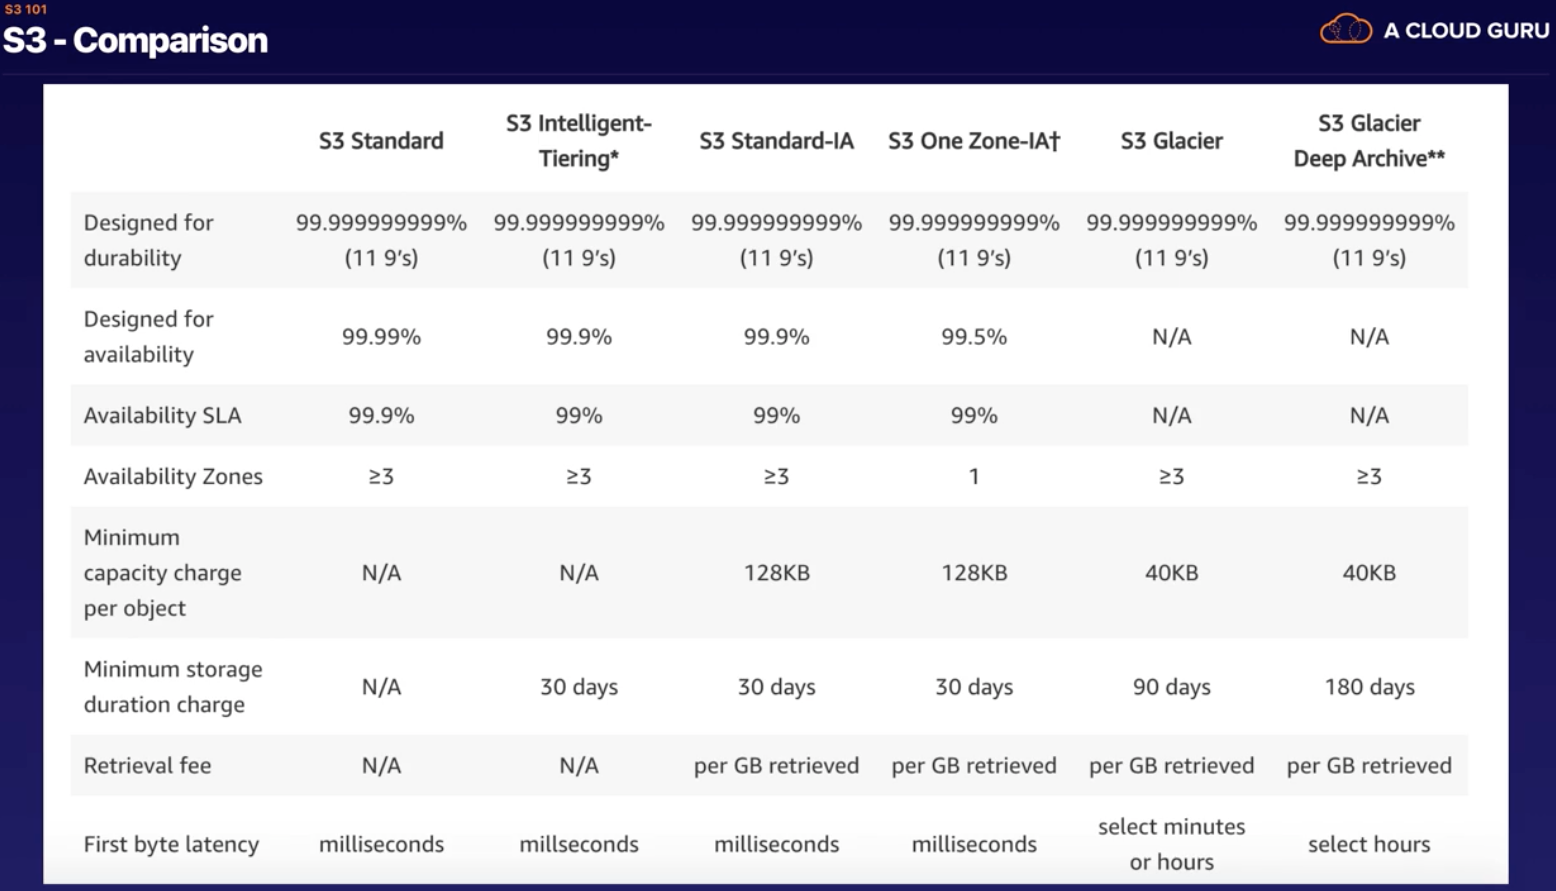 S3 101
S3 - Comparison
A CLOUD GURU
S3 Standard
S3 Intelligent-
Tiering*
S3 Standard-IA
S3 One Zone-IA†
S3 Glacier
S3 Glacier
Deep Archive**
Designed for
durability
99.999999999%
(11 9's)
99.999999999%
(11 9's)
99.999999999%
(11 9's)
99.999999999%
(11 9's)
99.999999999%
(11 9's)
99.999999999%
(11 9's)
Designed for
availability
99.99%
99.9%
99.9%
99.5%
N/A
N/A
Availability SLA
99.9%
99%
99%
99%
N/A
N/A
Availability Zones
≥3
≥3
≥3
1
≥3
≥3
Minimum
capacity charge
per object
N/A
N/A
128KB
128KB
40KB
40KB
Minimum storage
duration charge
N/A
30 days
30 days
30 days
90 days
180 days
Retrieval fee
N/A
N/A
per GB retrieved
per GB retrieved
per GB retrieved
per GB retrieved
First byte latency
milliseconds
millseconds
milliseconds
milliseconds
select minutes
or hours
select hours